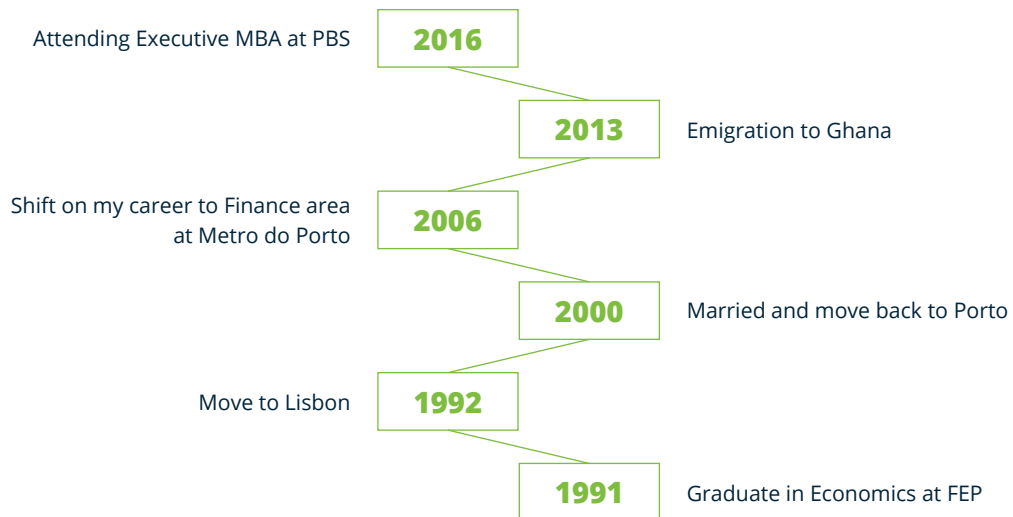 Attending Executive MBA at PBS
2016
2013
Emigration to Ghana
Shift on my career to Finance area
at Metro do Porto
2006
2000
Married and move back to Porto
Move to Lisbon
1992
1991
Graduate in Economics at FEP